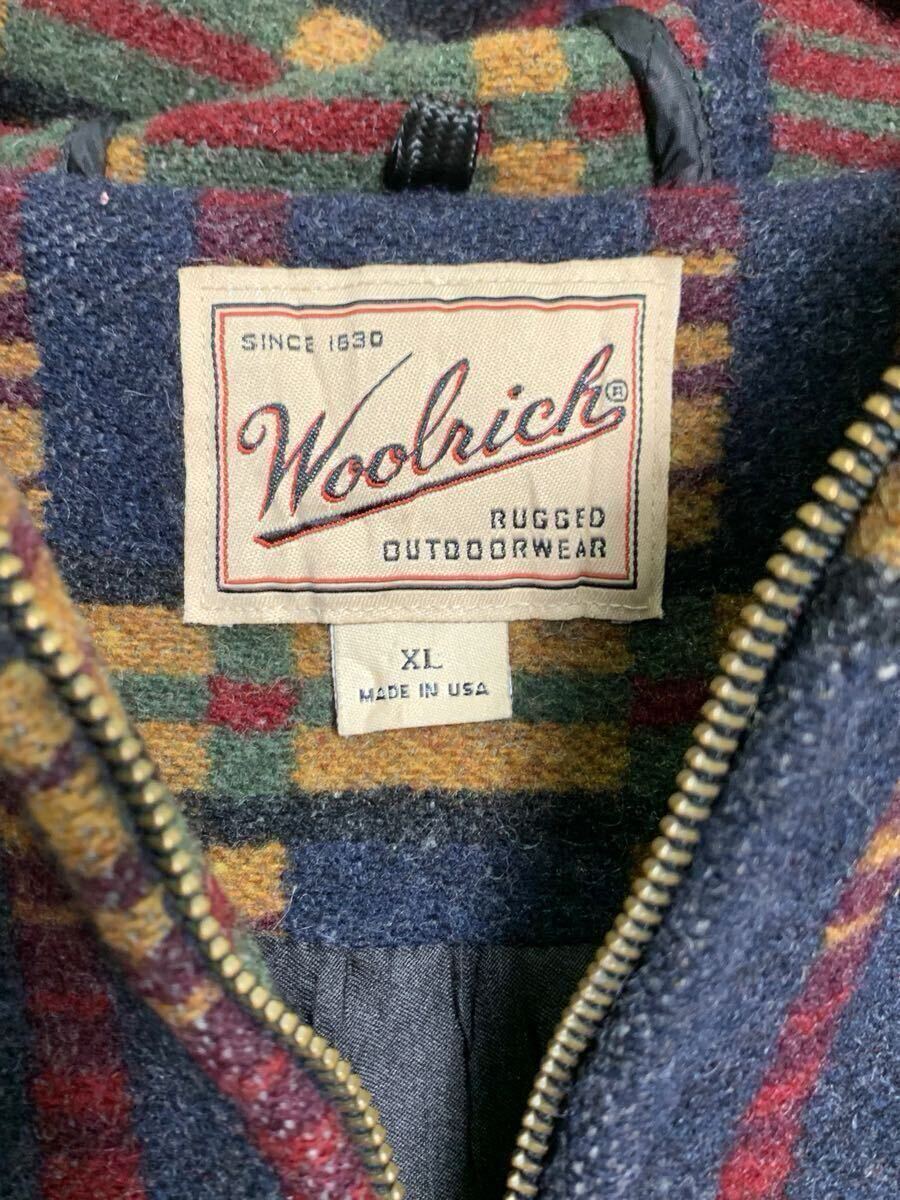 SINCE 1830
Woolrich®
RUGGED
OUTDOORWEAR
XL
MADE IN USA